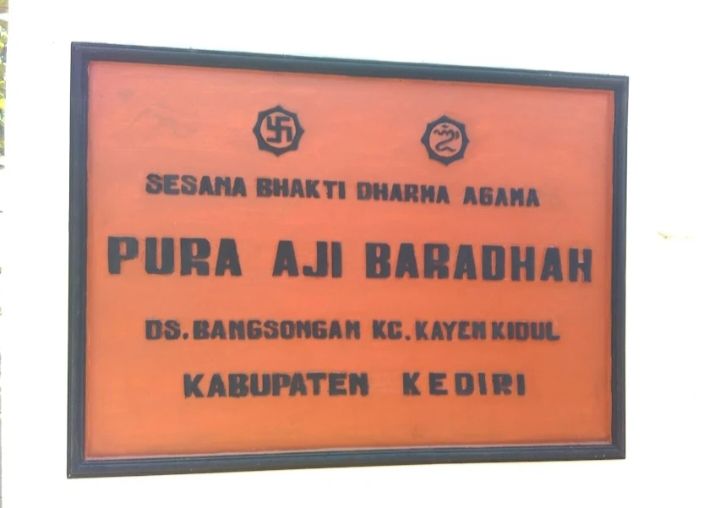 SESANA BHAKTI DHARMA AGAMA
PURA AJI BARADHAH
DS. BANGSONGAN KC. KAYEN KIDUL
KABUPATEN KEDIRI